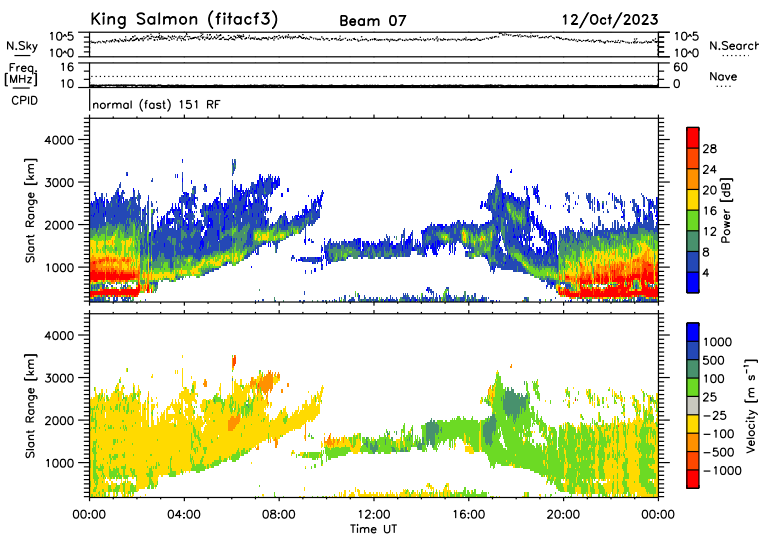 King Salmon (fitacf3) Beam 07 12/Oct/2023
N.Sky 10^5 10^0 10^5 10^0 N.Search
Freq. [MHz] 16 10 60 0 Nave
CPID normal (fast) 151 RF
4000
3000
2000
1000
Slant Range [km]
28
24
20
16
12
8
4
Power [dB]
4000
3000
2000
1000
Slant Range [km]
1000
500
100
25
−25
−100
−500
−1000
Velocity [m s⁻¹]
00:00 04:00 08:00 12:00 16:00 20:00 00:00
Time UT